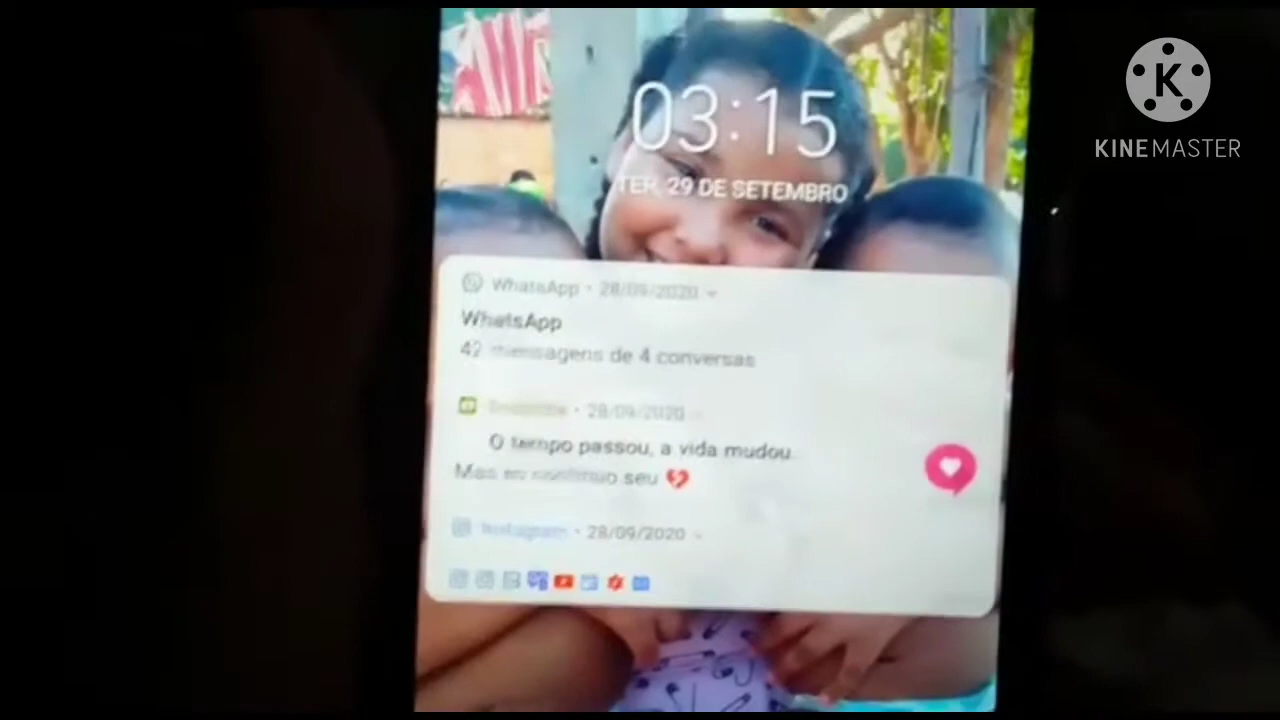 03:15
TER, 29 DE SETEMBRO
WhatsApp • 28/09/2020
WhatsApp
42 mensagens de 4 conversas
• 28/09/2020
O tempo passou, a vida mudou.
Mas eu continuo seu 💔
Instagram • 28/09/2020
K
KINEMASTER